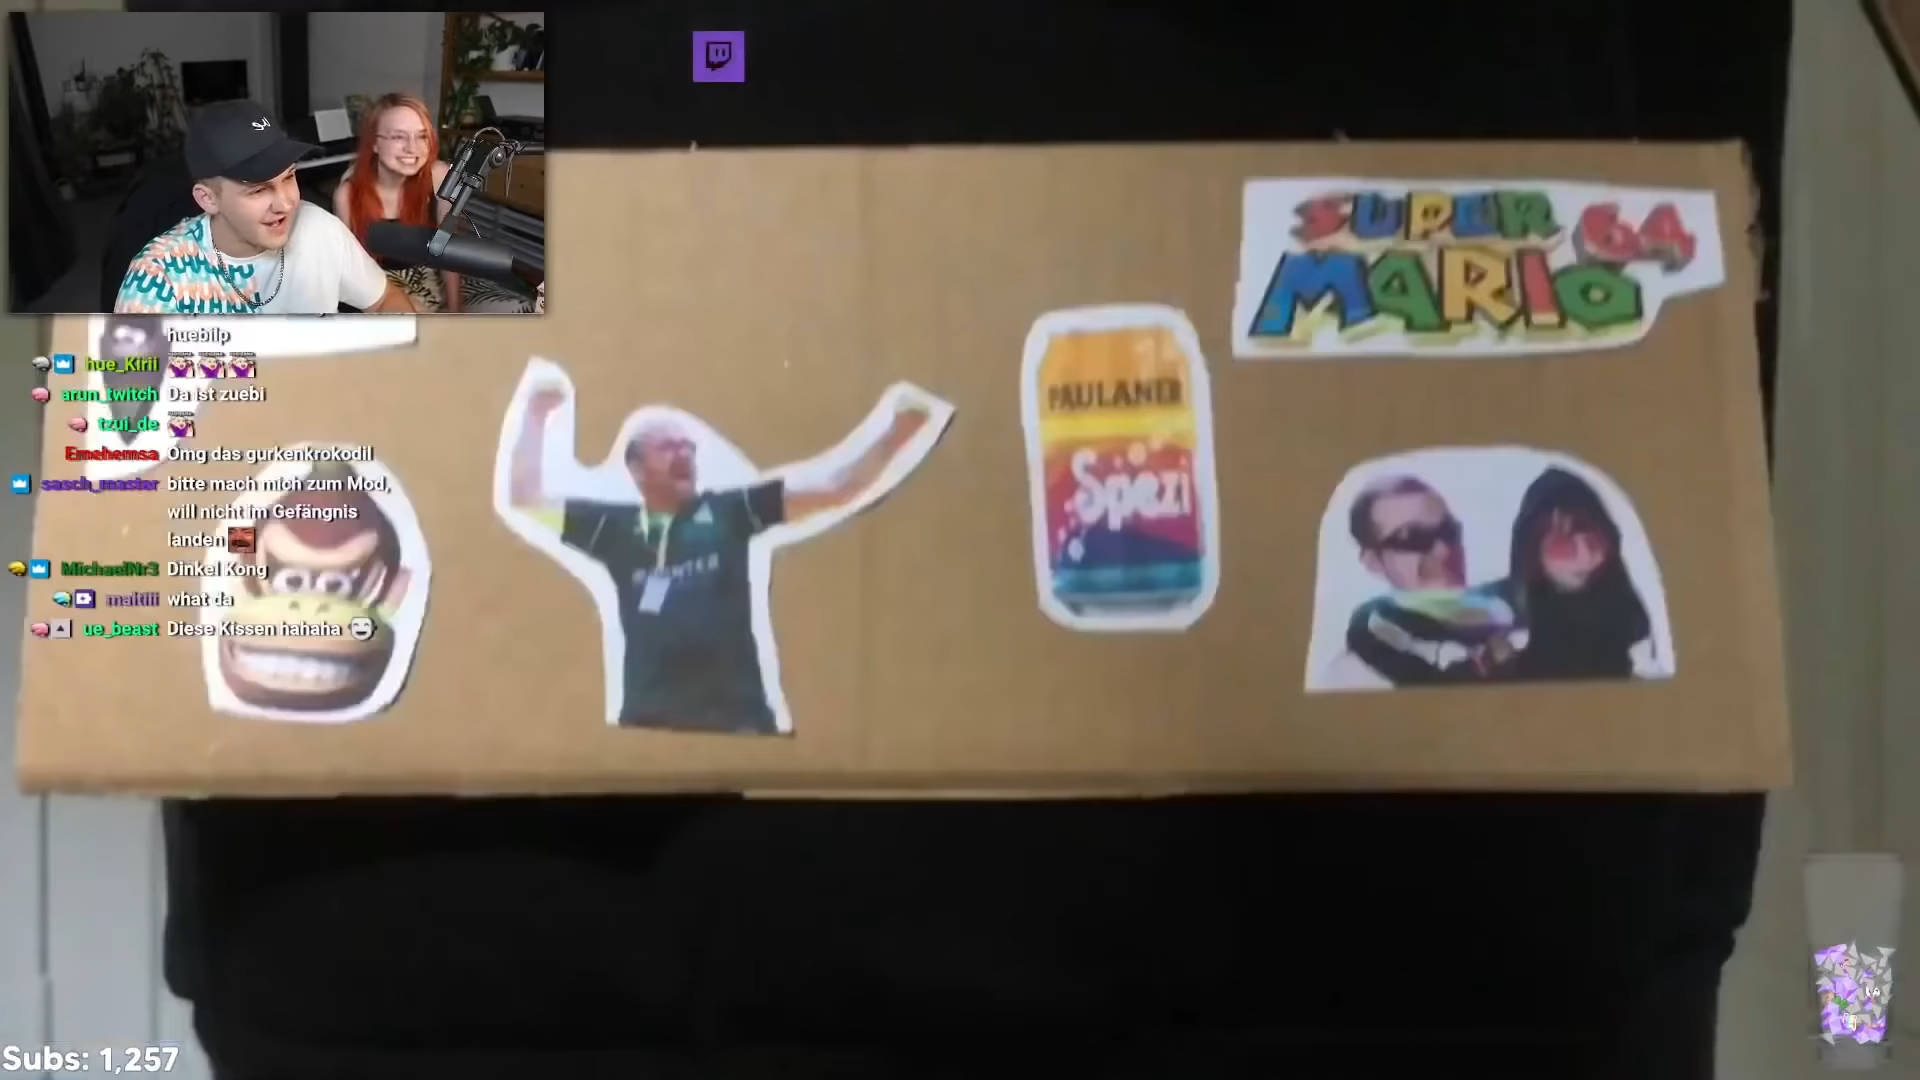 SUPER 64
MARIO
PAULANER
Spezi
huebilp
hue_Kirii
arun_twitch Da ist zuebi
tzui_de
Emehemsa Omg das gurkenkrokodil
sasch_master bitte mach mich zum Mod,
will nicht im Gefängnis
landen
MichaelNr3 Dinkel Kong
maitiii what da
ue_beast Diese Kissen hahaha
Subs: 1,257